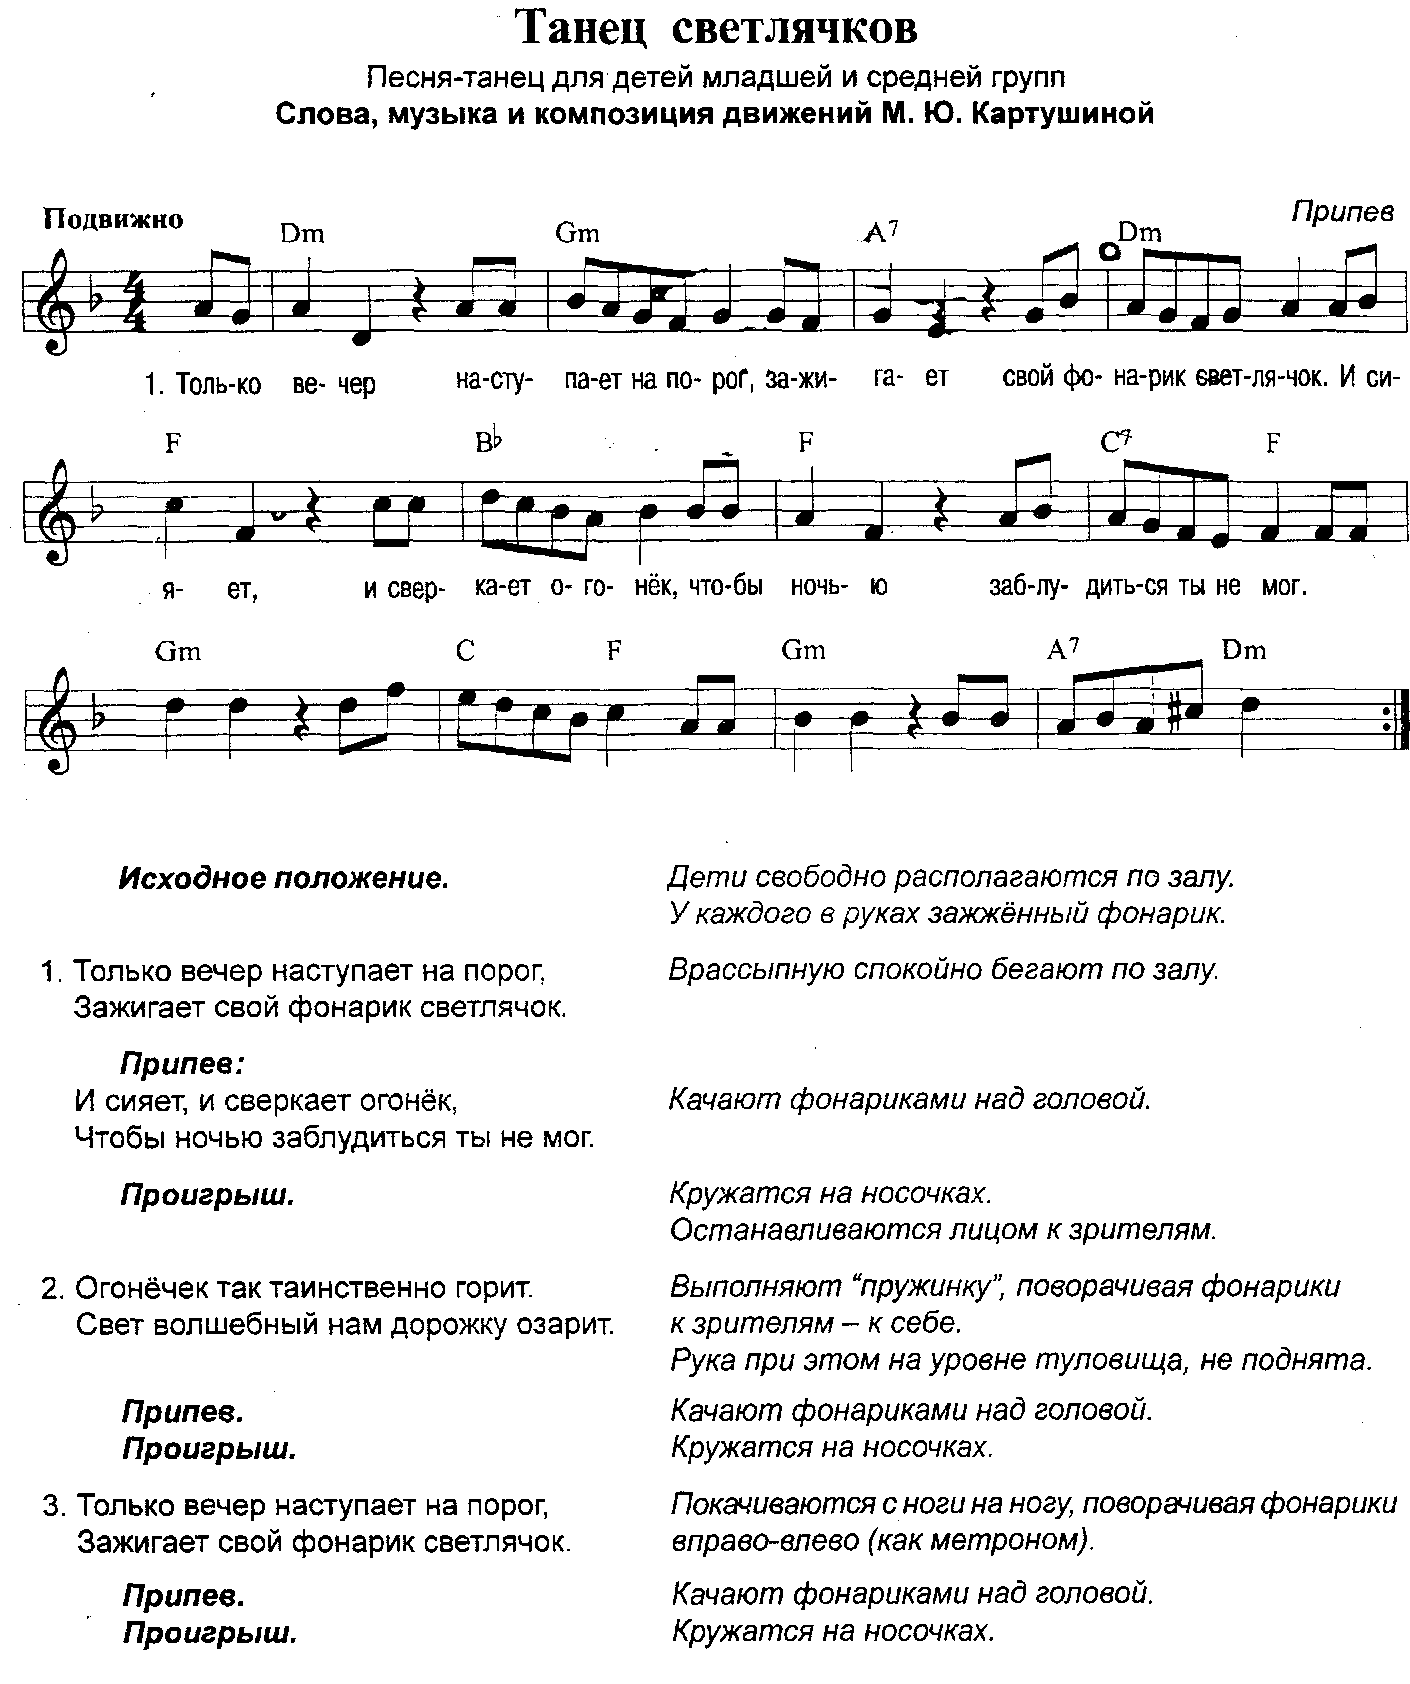 Танец светлячков
Песня-танец для детей младшей и средней групп
Слова, музыка и композиция движений М. Ю. Картушиной
Подвижно
Припев
Dm Gm A7 Dm
4/4
1. Толь-ко ве- чер на-сту- па-ет на по- рог, за-жи- га- ет свой фо- на-рик свет-ля-чок. И си-
F B♭ F C7 F
я- ет, и свер- ка-ет о- го- нёк, что-бы ночь- ю заб-лу- дить-ся ты не мог.
Gm C F Gm A7 Dm
Исходное положение. Дети свободно располагаются по залу.
У каждого в руках зажжённый фонарик.
1. Только вечер наступает на порог, Врассыпную спокойно бегают по залу.
Зажигает свой фонарик светлячок.
Припев:
И сияет, и сверкает огонёк, Качают фонариками над головой.
Чтобы ночью заблудиться ты не мог.
Проигрыш. Кружатся на носочках.
Останавливаются лицом к зрителям.
2. Огонёчек так таинственно горит. Выполняют “пружинку”, поворачивая фонарики
Свет волшебный нам дорожку озарит. к зрителям – к себе.
Рука при этом на уровне туловища, не поднята.
Припев. Качают фонариками над головой.
Проигрыш. Кружатся на носочках.
3. Только вечер наступает на порог, Покачиваются с ноги на ногу, поворачивая фонарики
Зажигает свой фонарик светлячок. вправо-влево (как метроном).
Припев. Качают фонариками над головой.
Проигрыш. Кружатся на носочках.